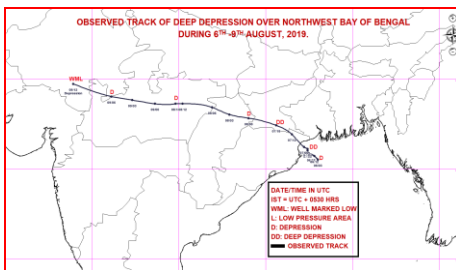 OBSERVED TRACK OF DEEP DEPRESSION OVER NORTHWEST BAY OF BENGAL
DURING 6TH -9TH AUGUST, 2019.
WML
D
D
D
DD
DD
D
DATE/TIME IN UTC
IST = UTC + 0530 HRS
WML: WELL MARKED LOW
L: LOW PRESSURE AREA
D: DEPRESSION
DD: DEEP DEPRESSION
OBSERVED TRACK